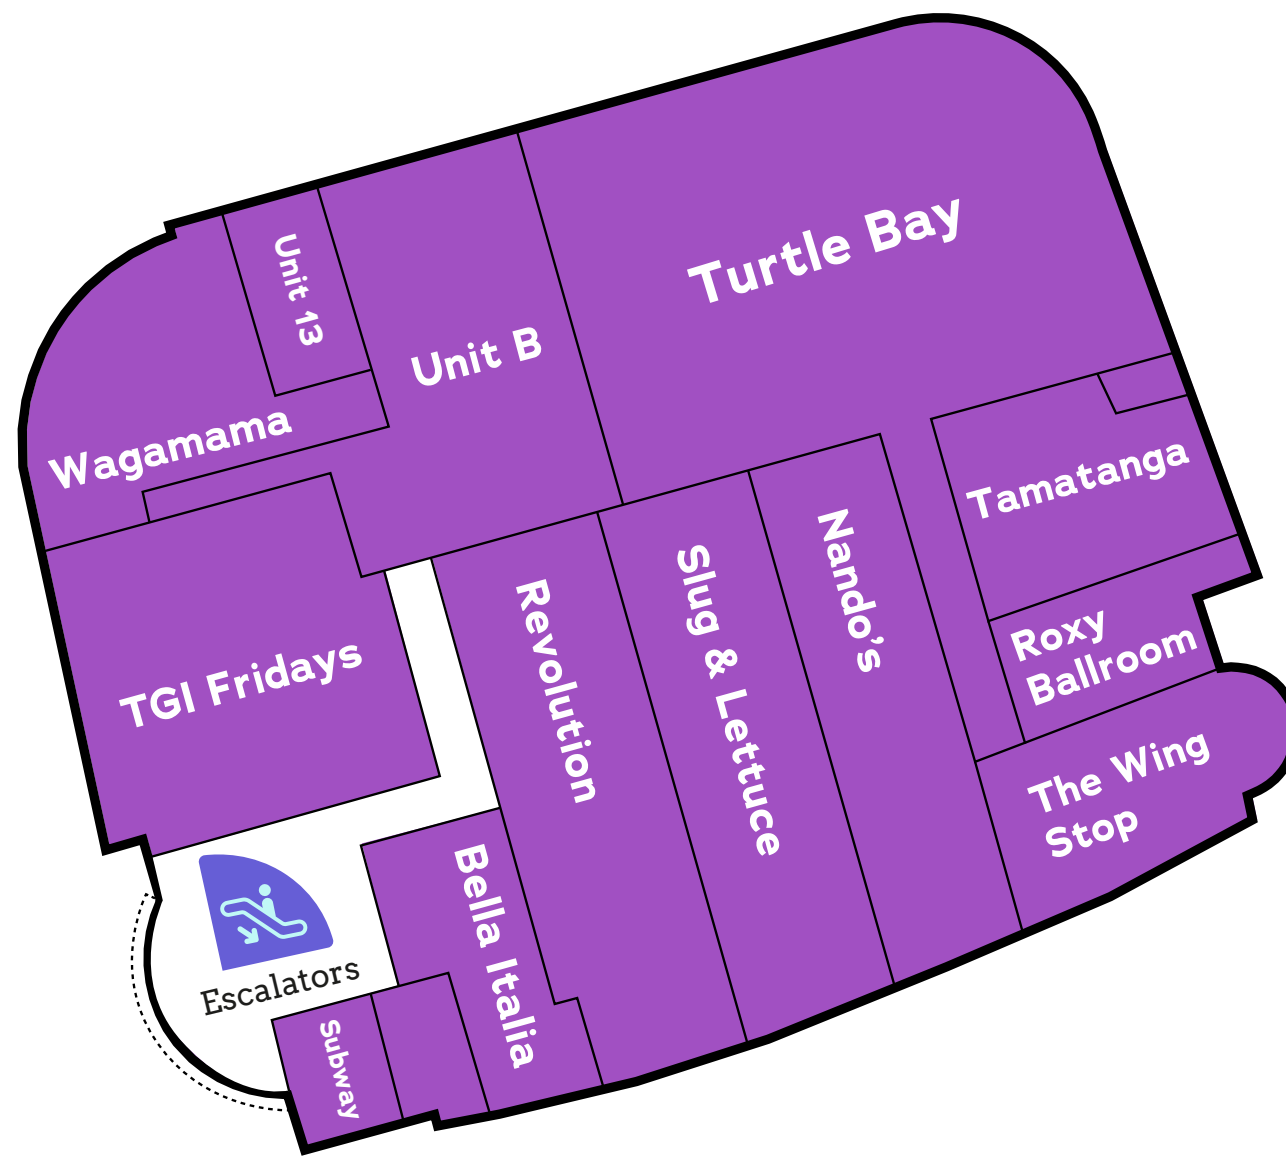 Turtle Bay
Unit 13
Unit B
Wagamama
Tamatanga
Nando's
Slug & Lettuce
Revolution
TGI Fridays
Roxy
Ballroom
The Wing
Stop
Bella Italia
Escalators
Subway